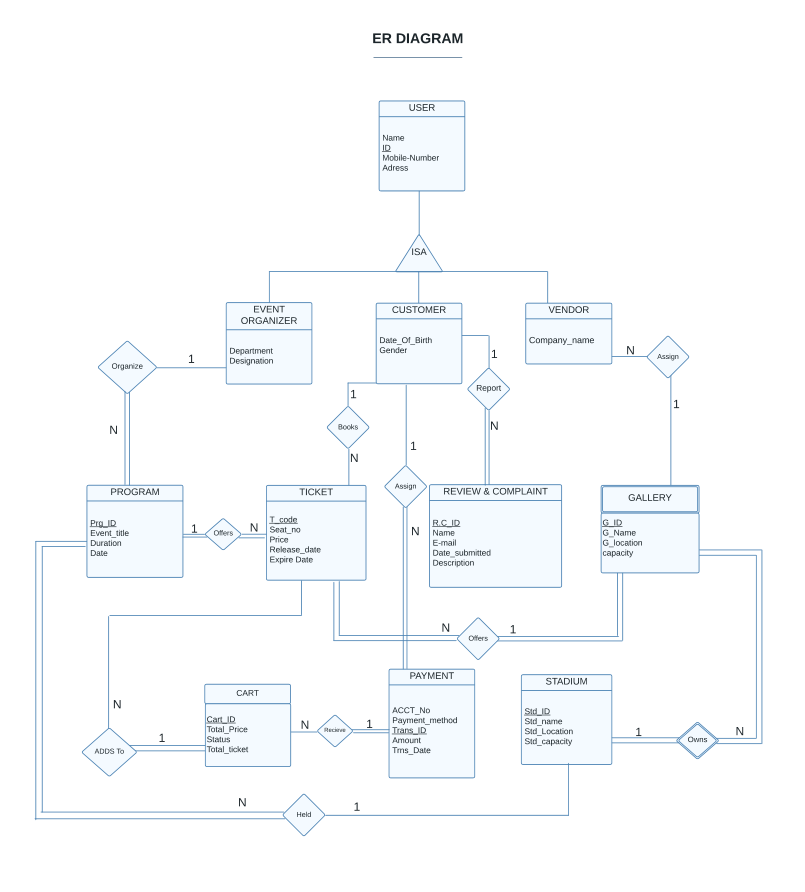 ER DIAGRAM
USER
Name
ID
Mobile-Number
Adress
ISA
EVENT
ORGANIZER
Department
Designation
CUSTOMER
Date_Of_Birth
Gender
VENDOR
Company_name
Organize
1
N
Assign
N
1
Report
1
N
Books
1
N
Assign
1
N
PROGRAM
Prg_ID
Event_title
Duration
Date
1
Offers
N
TICKET
T_code
Seat_no
Price
Release_date
Expire Date
REVIEW & COMPLAINT
R.C_ID
Name
E-mail
Date_submitted
Description
GALLERY
G_ID
G_Name
G_location
capacity
N
Offers
1
CART
Cart_ID
Total_Price
Status
Total_ticket
N
ADDS To
1
N
Recieve
1
PAYMENT
ACCT_No
Payment_method
Trans_ID
Amount
Trns_Date
STADIUM
Std_ID
Std_name
Std_Location
Std_capacity
1
Owns
N
N
Held
1